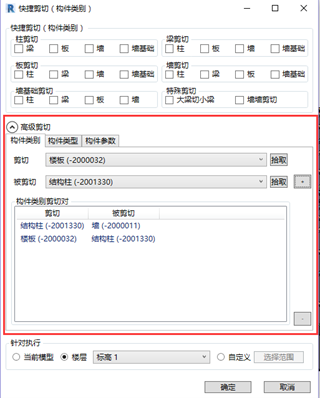 快捷剪切（构件类别）
快捷剪切（构件类别）
柱剪切
梁剪切
梁 板 墙 墙基础
柱 板 墙 墙基础
板剪切
墙剪切
柱 梁 墙 墙基础
柱 梁 板 墙基础
墙基础剪切
特殊剪切
柱 梁 板 墙
大梁切小梁 墙墙剪切
高级剪切
构件类别 构件类型 构件参数
剪切 楼板 (-2000032) 拾取
被剪切 结构柱 (-2001330) 拾取 +
构件类别剪切对
剪切 被剪切
结构柱 (-2001330) 墙 (-2000011)
楼板 (-2000032) 结构柱 (-2001330)
-
针对执行
当前模型 楼层 标高 1 自定义 选择范围
确定 取消